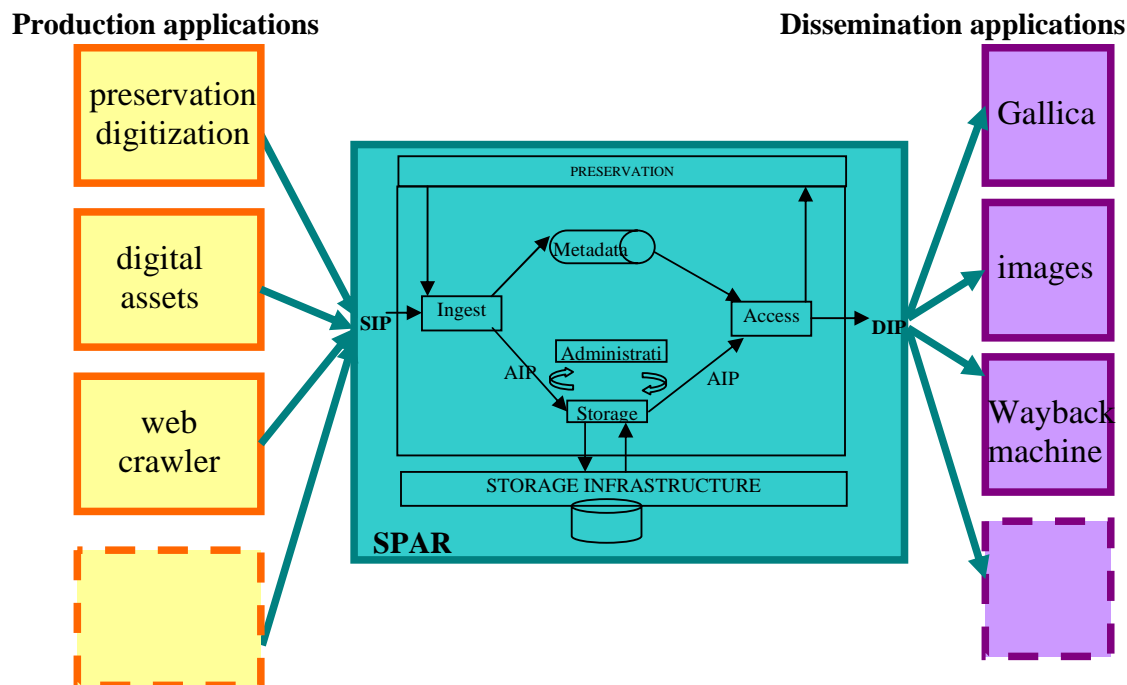 Production applications
Dissemination applications
preservation
digitization
digital
assets
web
crawler
PRESERVATION
Metadata
SIP
Ingest
Access
DIP
Administrati
AIP
AIP
Storage
STORAGE INFRASTRUCTURE
SPAR
Gallica
images
Wayback
machine